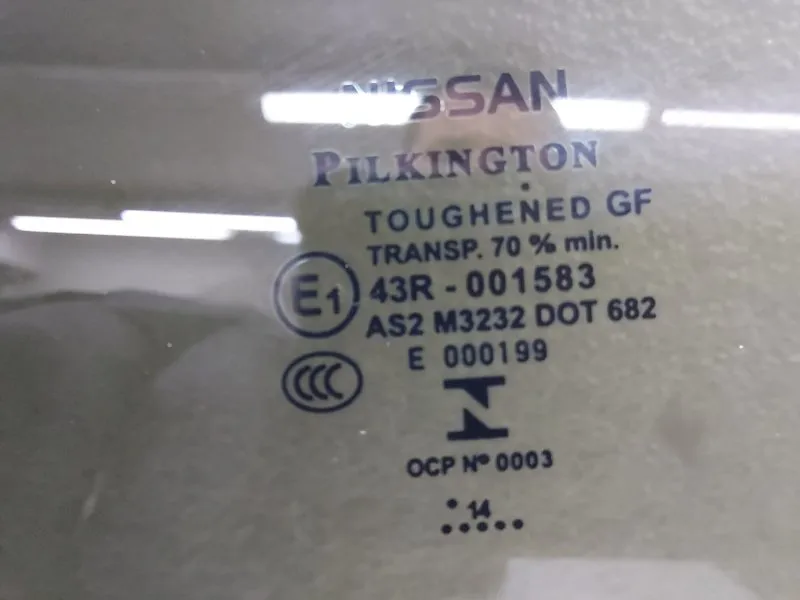 NISSAN
PILKINGTON
TOUGHENED GF
TRANSP. 70 % min.
E1 43R - 001583
AS2 M3232 DOT 682
E 000199
CCC
OCP Nº 0003
14